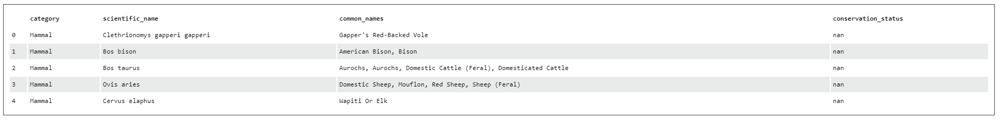 category scientific_name common_names conservation_status
0 Mammal Clethrionomys gapperi gapperi Gapper's Red-Backed Vole nan
1 Mammal Bos bison American Bison, Bison nan
2 Mammal Bos taurus Aurochs, Aurochs, Domestic Cattle (Feral), Domesticated Cattle nan
3 Mammal Ovis aries Domestic Sheep, Mouflon, Red Sheep, Sheep (Feral) nan
4 Mammal Cervus elaphus Wapiti Or Elk nan